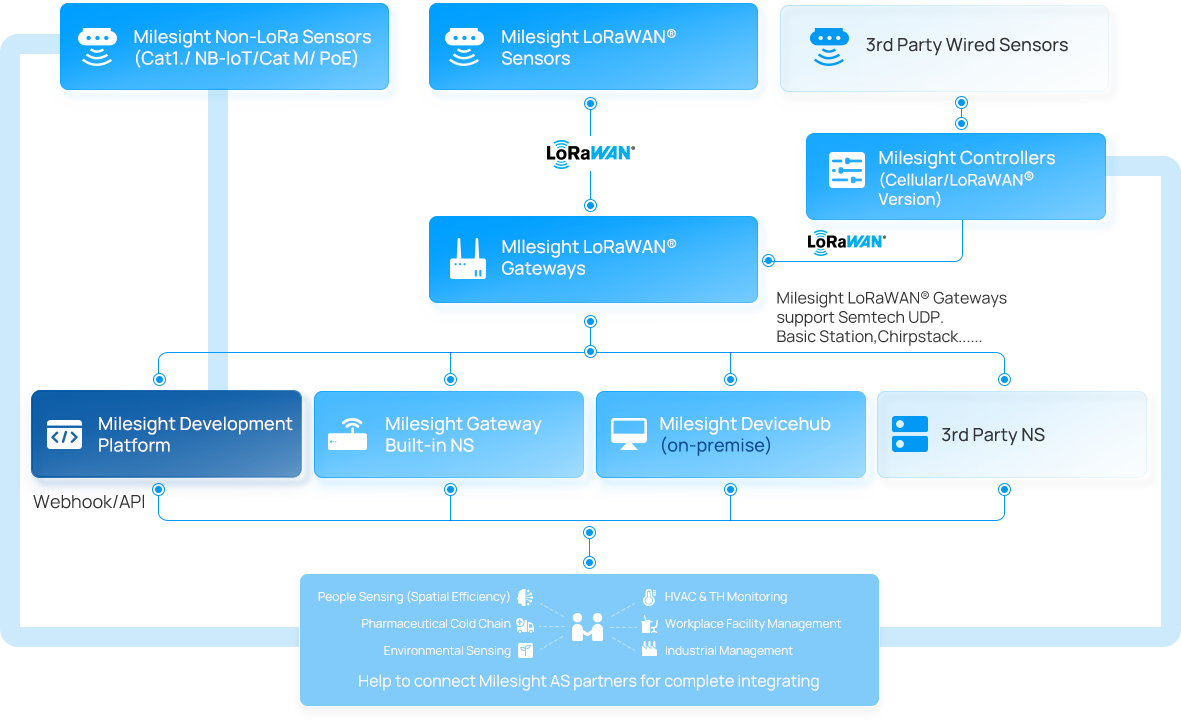 Milesight Non-LoRa Sensors
(Cat1./ NB-IoT/Cat M/ PoE)
Milesight LoRaWAN®
Sensors
3rd Party Wired Sensors
LoRaWAN®
Milesight Controllers
(Cellular/LoRaWAN®
Version)
LoRaWAN®
MIlesight LoRaWAN®
Gateways
Milesight LoRaWAN® Gateways
support Semtech UDP.
Basic Station,Chirpstack......
Milesight Development
Platform
Milesight Gateway
Built-in NS
Milesight Devicehub
(on-premise)
3rd Party NS
Webhook/API
People Sensing (Spatial Efficiency)
HVAC & TH Monitoring
Pharmaceutical Cold Chain
Workplace Facility Management
Environmental Sensing
Industrial Management
Help to connect Milesight AS partners for complete integrating